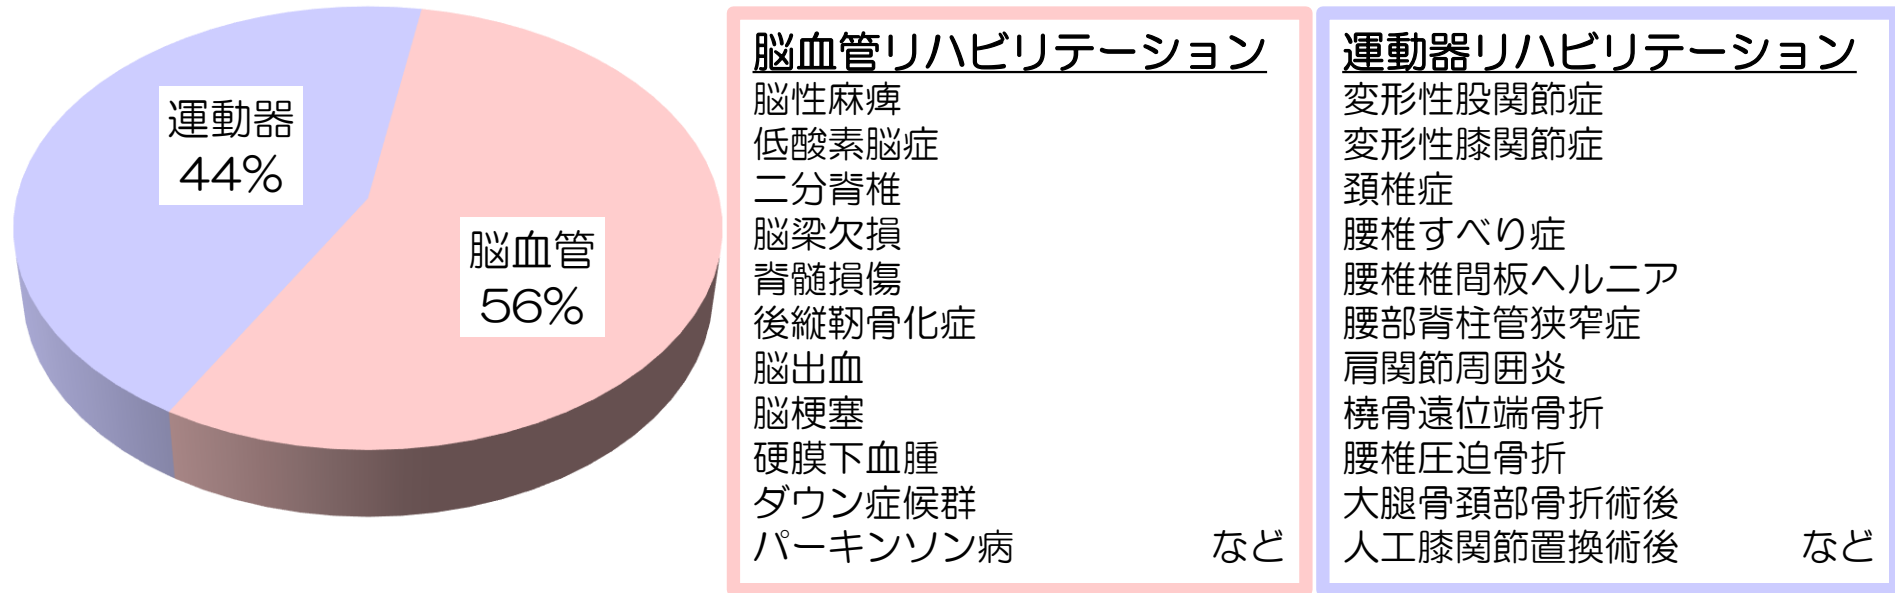 運動器
44%
脳血管
56%
脳血管リハビリテーション
脳性麻痺
低酸素脳症
二分脊椎
脳梁欠損
脊髄損傷
後縦靭骨化症
脳出血
脳梗塞
硬膜下血腫
ダウン症候群
パーキンソン病 など
運動器リハビリテーション
変形性股関節症
変形性膝関節症
頚椎症
腰椎すべり症
腰椎椎間板ヘルニア
腰部脊柱管狭窄症
肩関節周囲炎
橈骨遠位端骨折
腰椎圧迫骨折
大腿骨頚部骨折術後
人工膝関節置換術後 など